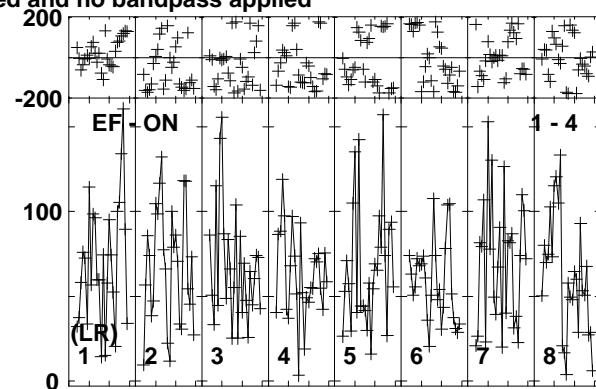 ed and no bandpass applied
200
-200
EF - ON 1 - 4
100
(LR)
1 2 3 4 5 6 7 8
0